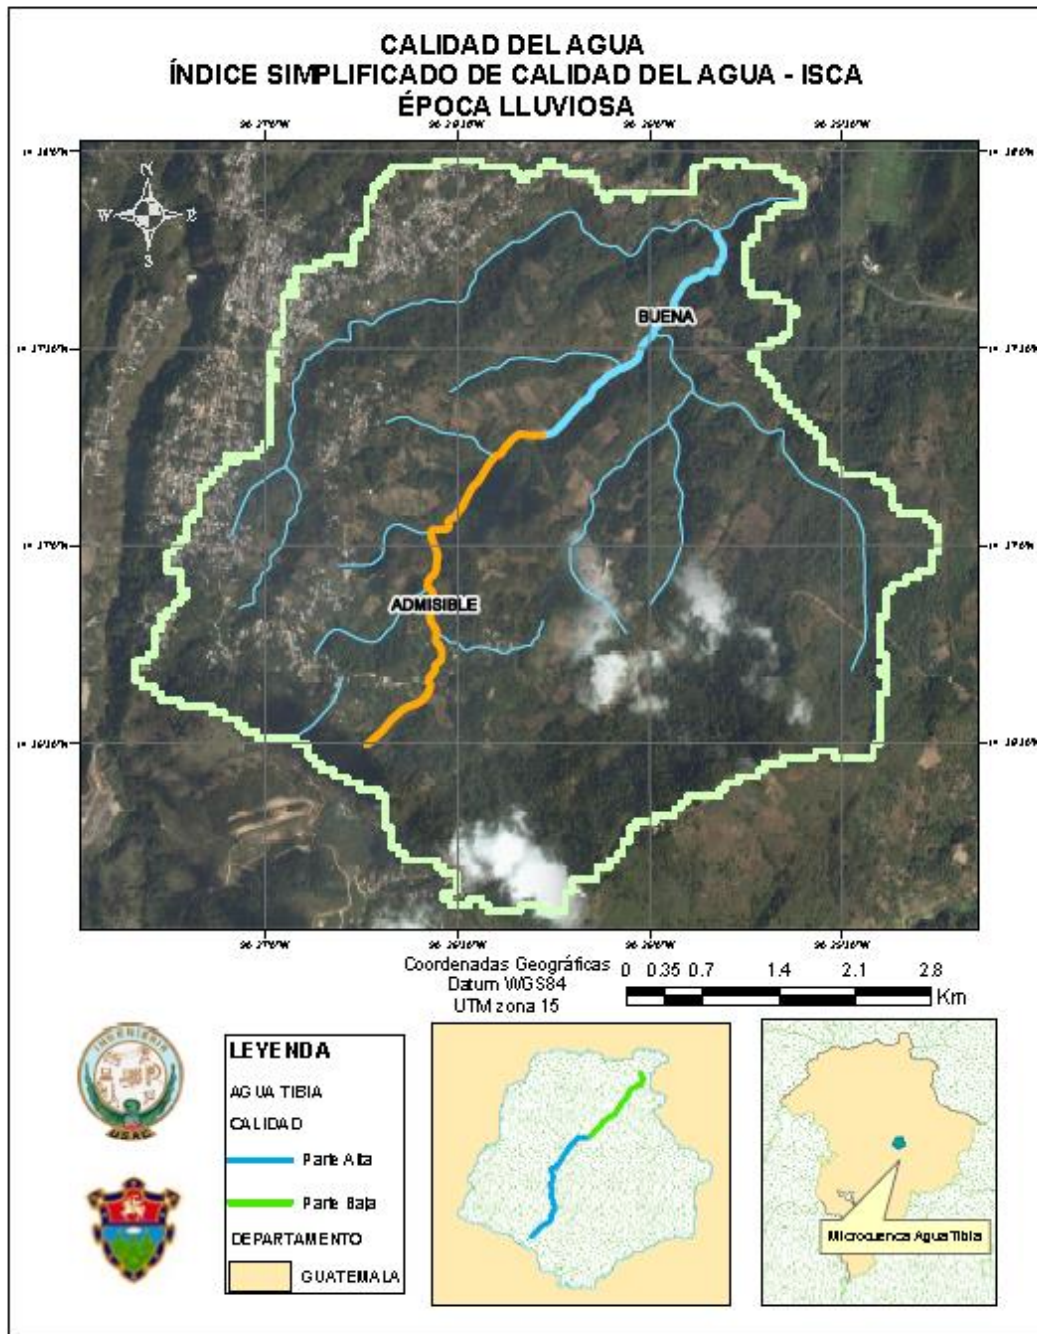 CALIDAD DEL AGUA
ÍNDICE SIMPLIFICADO DE CALIDAD DEL AGUA - ISCA
ÉPOCA LLUVIOSA
N
W
E
S
BUENA
ADMISIBLE
Coordenadas Geográficas
Datum WGS84
UTM zona 15
0 0.35 0.7 1.4 2.1 2.8
Km
INGENIERIA
USAC
LEYENDA
AGUA TIBIA
CALIDAD
Parte Alta
Parte Baja
DEPARTAMENTO
GUATEMALA
Microcuenca Agua Tibia